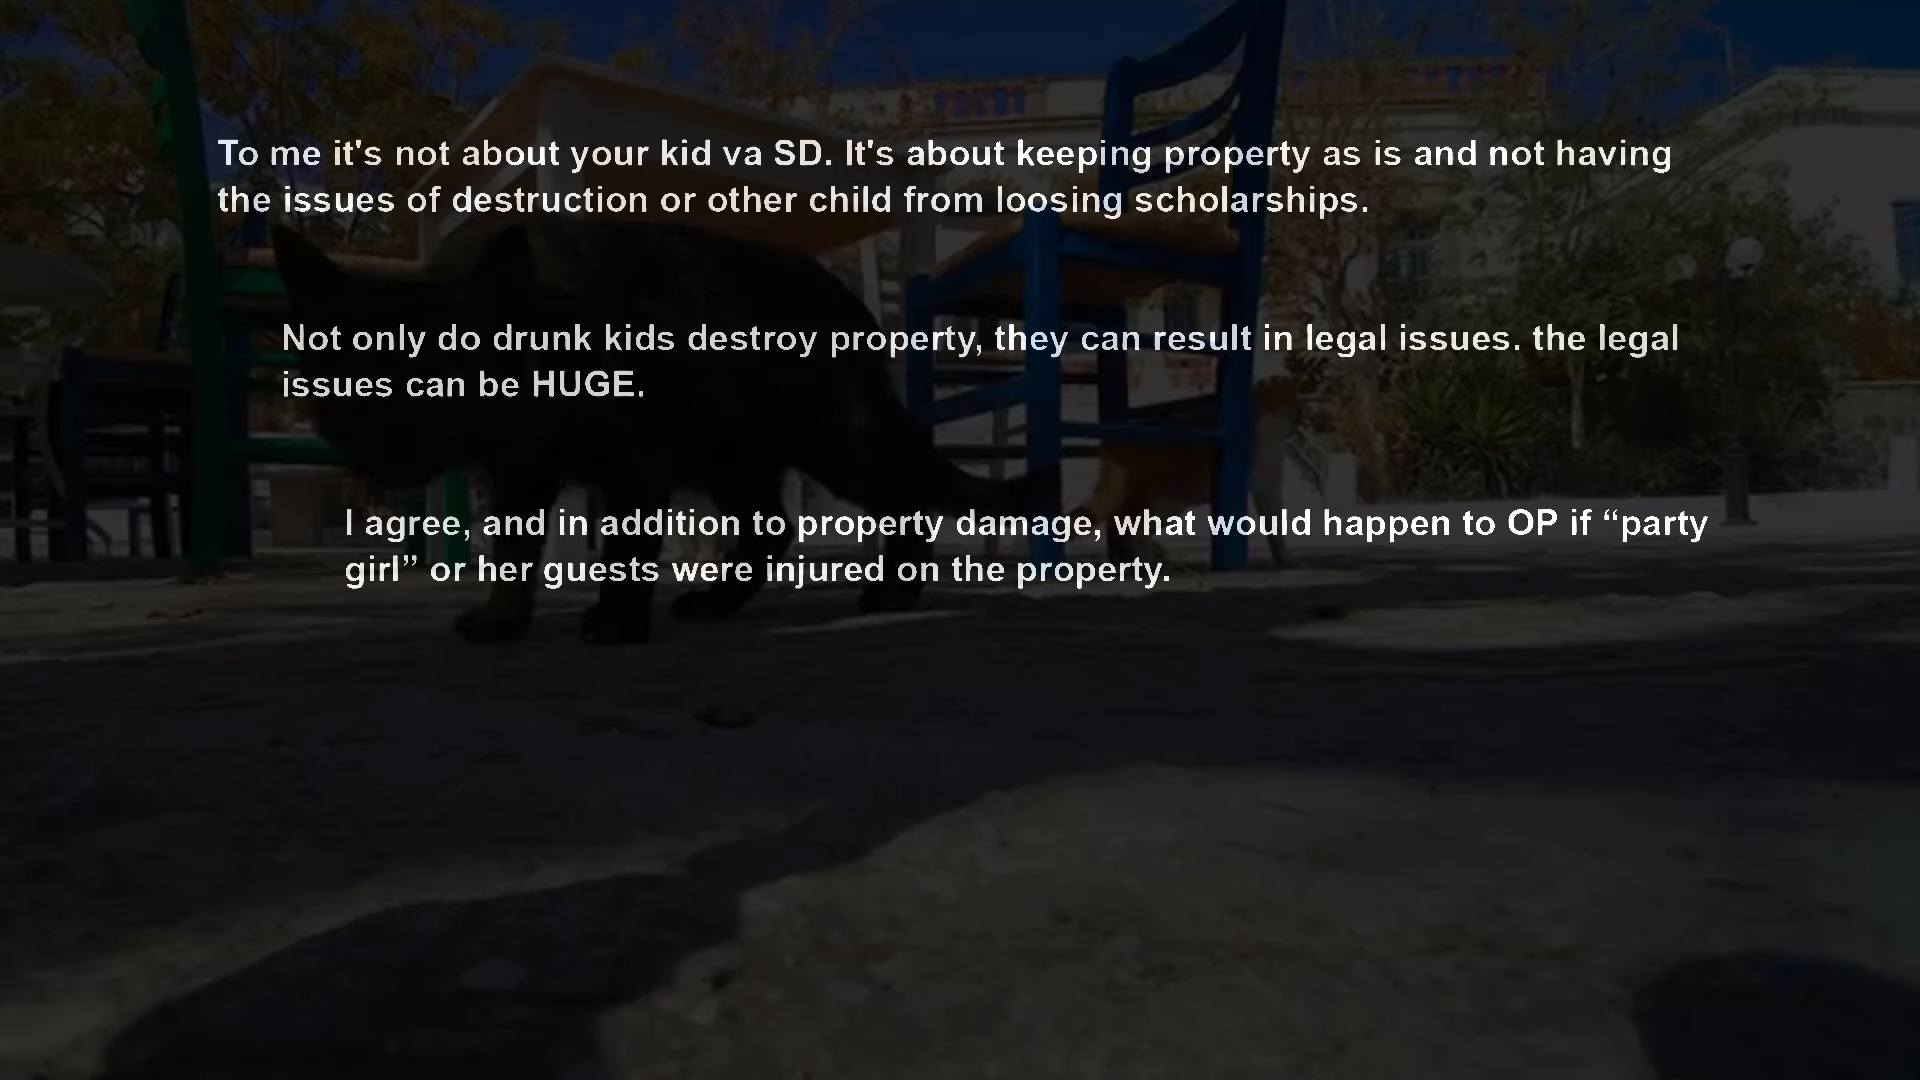 To me it's not about your kid va SD. It's about keeping property as is and not having
the issues of destruction or other child from loosing scholarships.
Not only do drunk kids destroy property, they can result in legal issues. the legal
issues can be HUGE.
I agree, and in addition to property damage, what would happen to OP if “party
girl” or her guests were injured on the property.